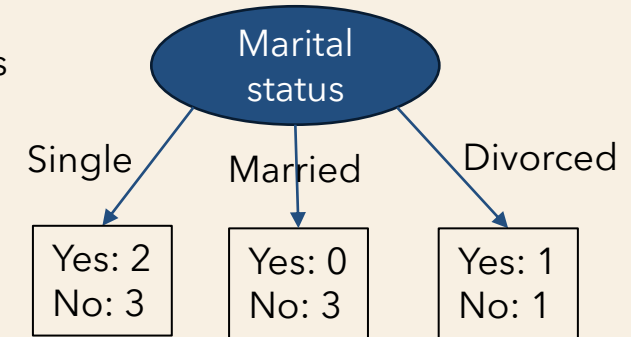 s
Marital
status
Single
Married
Divorced
Yes: 2
No: 3
Yes: 0
No: 3
Yes: 1
No: 1